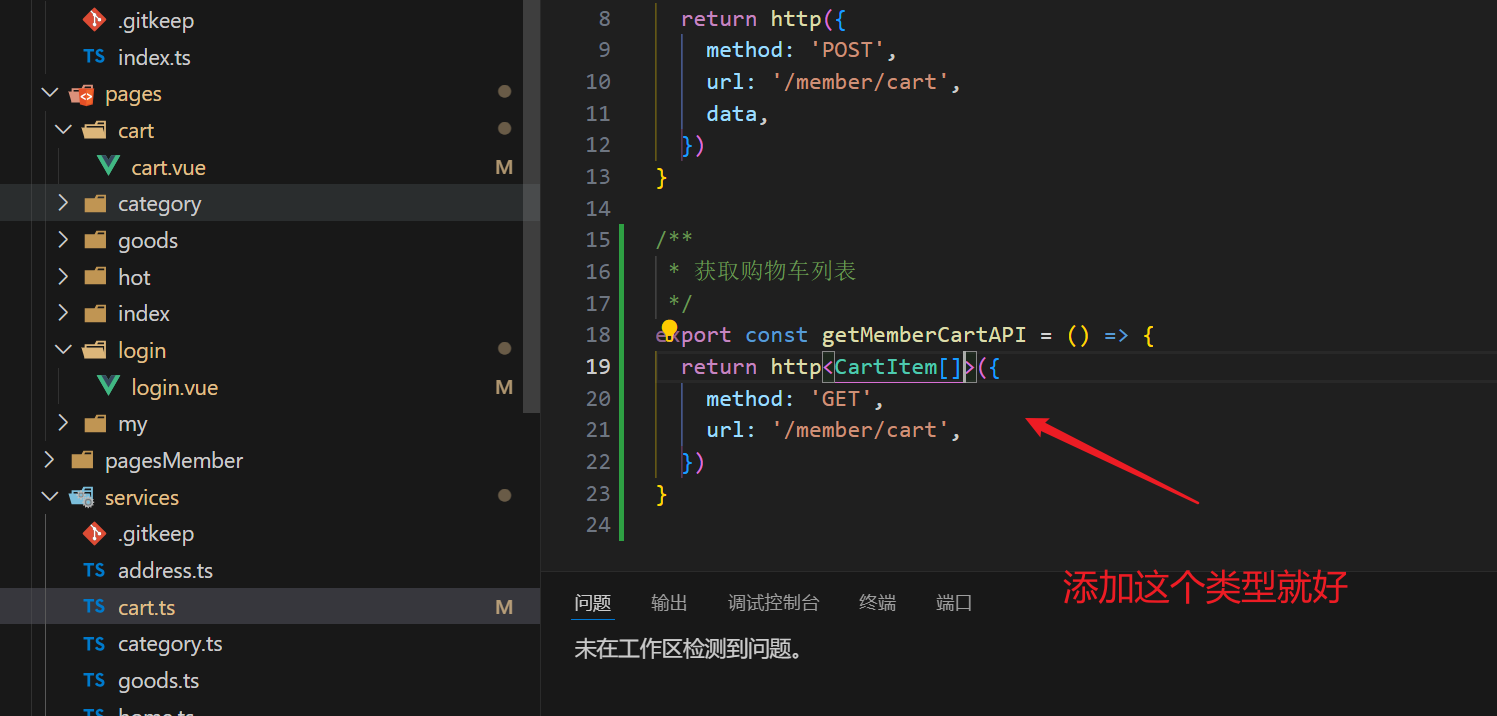 .gitkeep
TS index.ts
pages
cart
cart.vue M
category
goods
hot
index
login
login.vue M
my
pagesMember
services
.gitkeep
TS address.ts
TS cart.ts M
TS category.ts
TS goods.ts
TS home.ts
8 return http({
9 method: 'POST',
10 url: '/member/cart',
11 data,
12 })
13 }
14
15 /**
16 * 获取购物车列表
17 */
18 export const getMemberCartAPI = () => {
19 return http<CartItem[]>({
20 method: 'GET',
21 url: '/member/cart',
22 })
23 }
24
添加这个类型就好
问题 输出 调试控制台 终端 端口
未在工作区检测到问题。